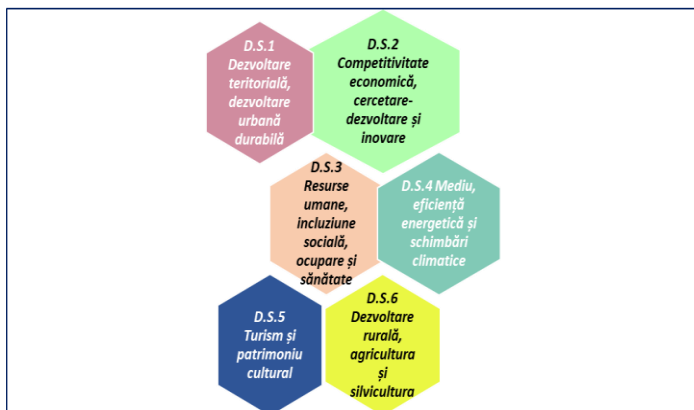 D.S.1
Dezvoltare
teritorială,
dezvoltare
urbană
durabilă
D.S.2
Competitivitate
economică,
cercetare-
dezvoltare și
inovare
D.S.3
Resurse
umane,
incluziune
socială,
ocupare și
sănătate
D.S.4 Mediu,
eficiență
energetică și
schimbări
climatice
D.S.5
Turism și
patrimoniu
cultural
D.S.6
Dezvoltare
rurală,
agricultura
și
silvicultura